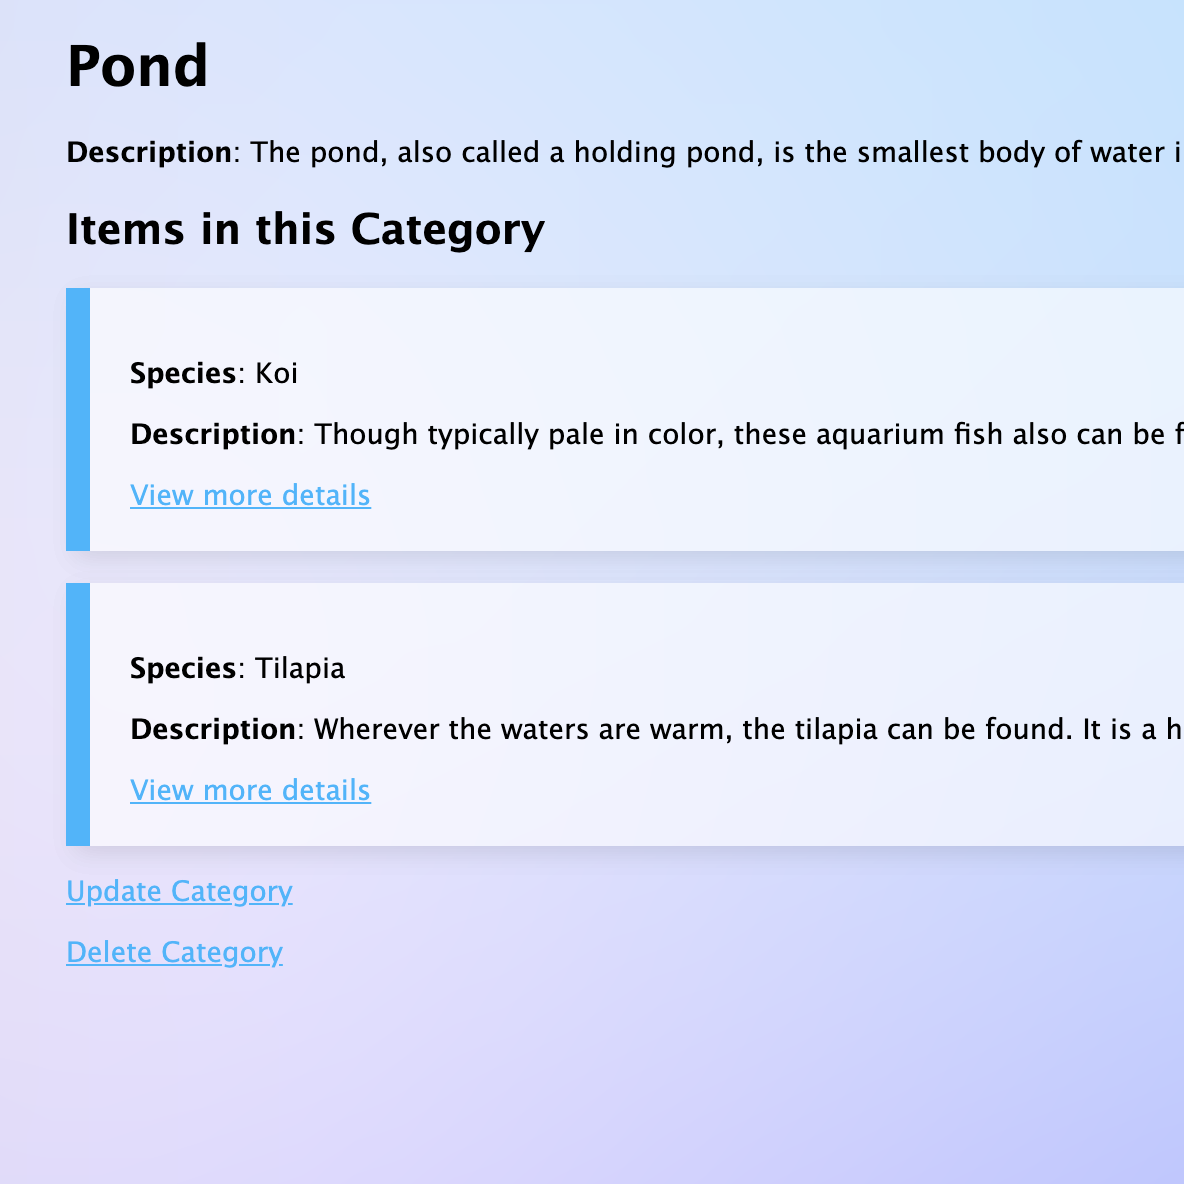 Pond
Description: The pond, also called a holding pond, is the smallest body of water
Items in this Category
Species: Koi
Description: Though typically pale in color, these aquarium fish also can be
View more details
Species: Tilapia
Description: Wherever the waters are warm, the tilapia can be found. It is a
View more details
Update Category
Delete Category